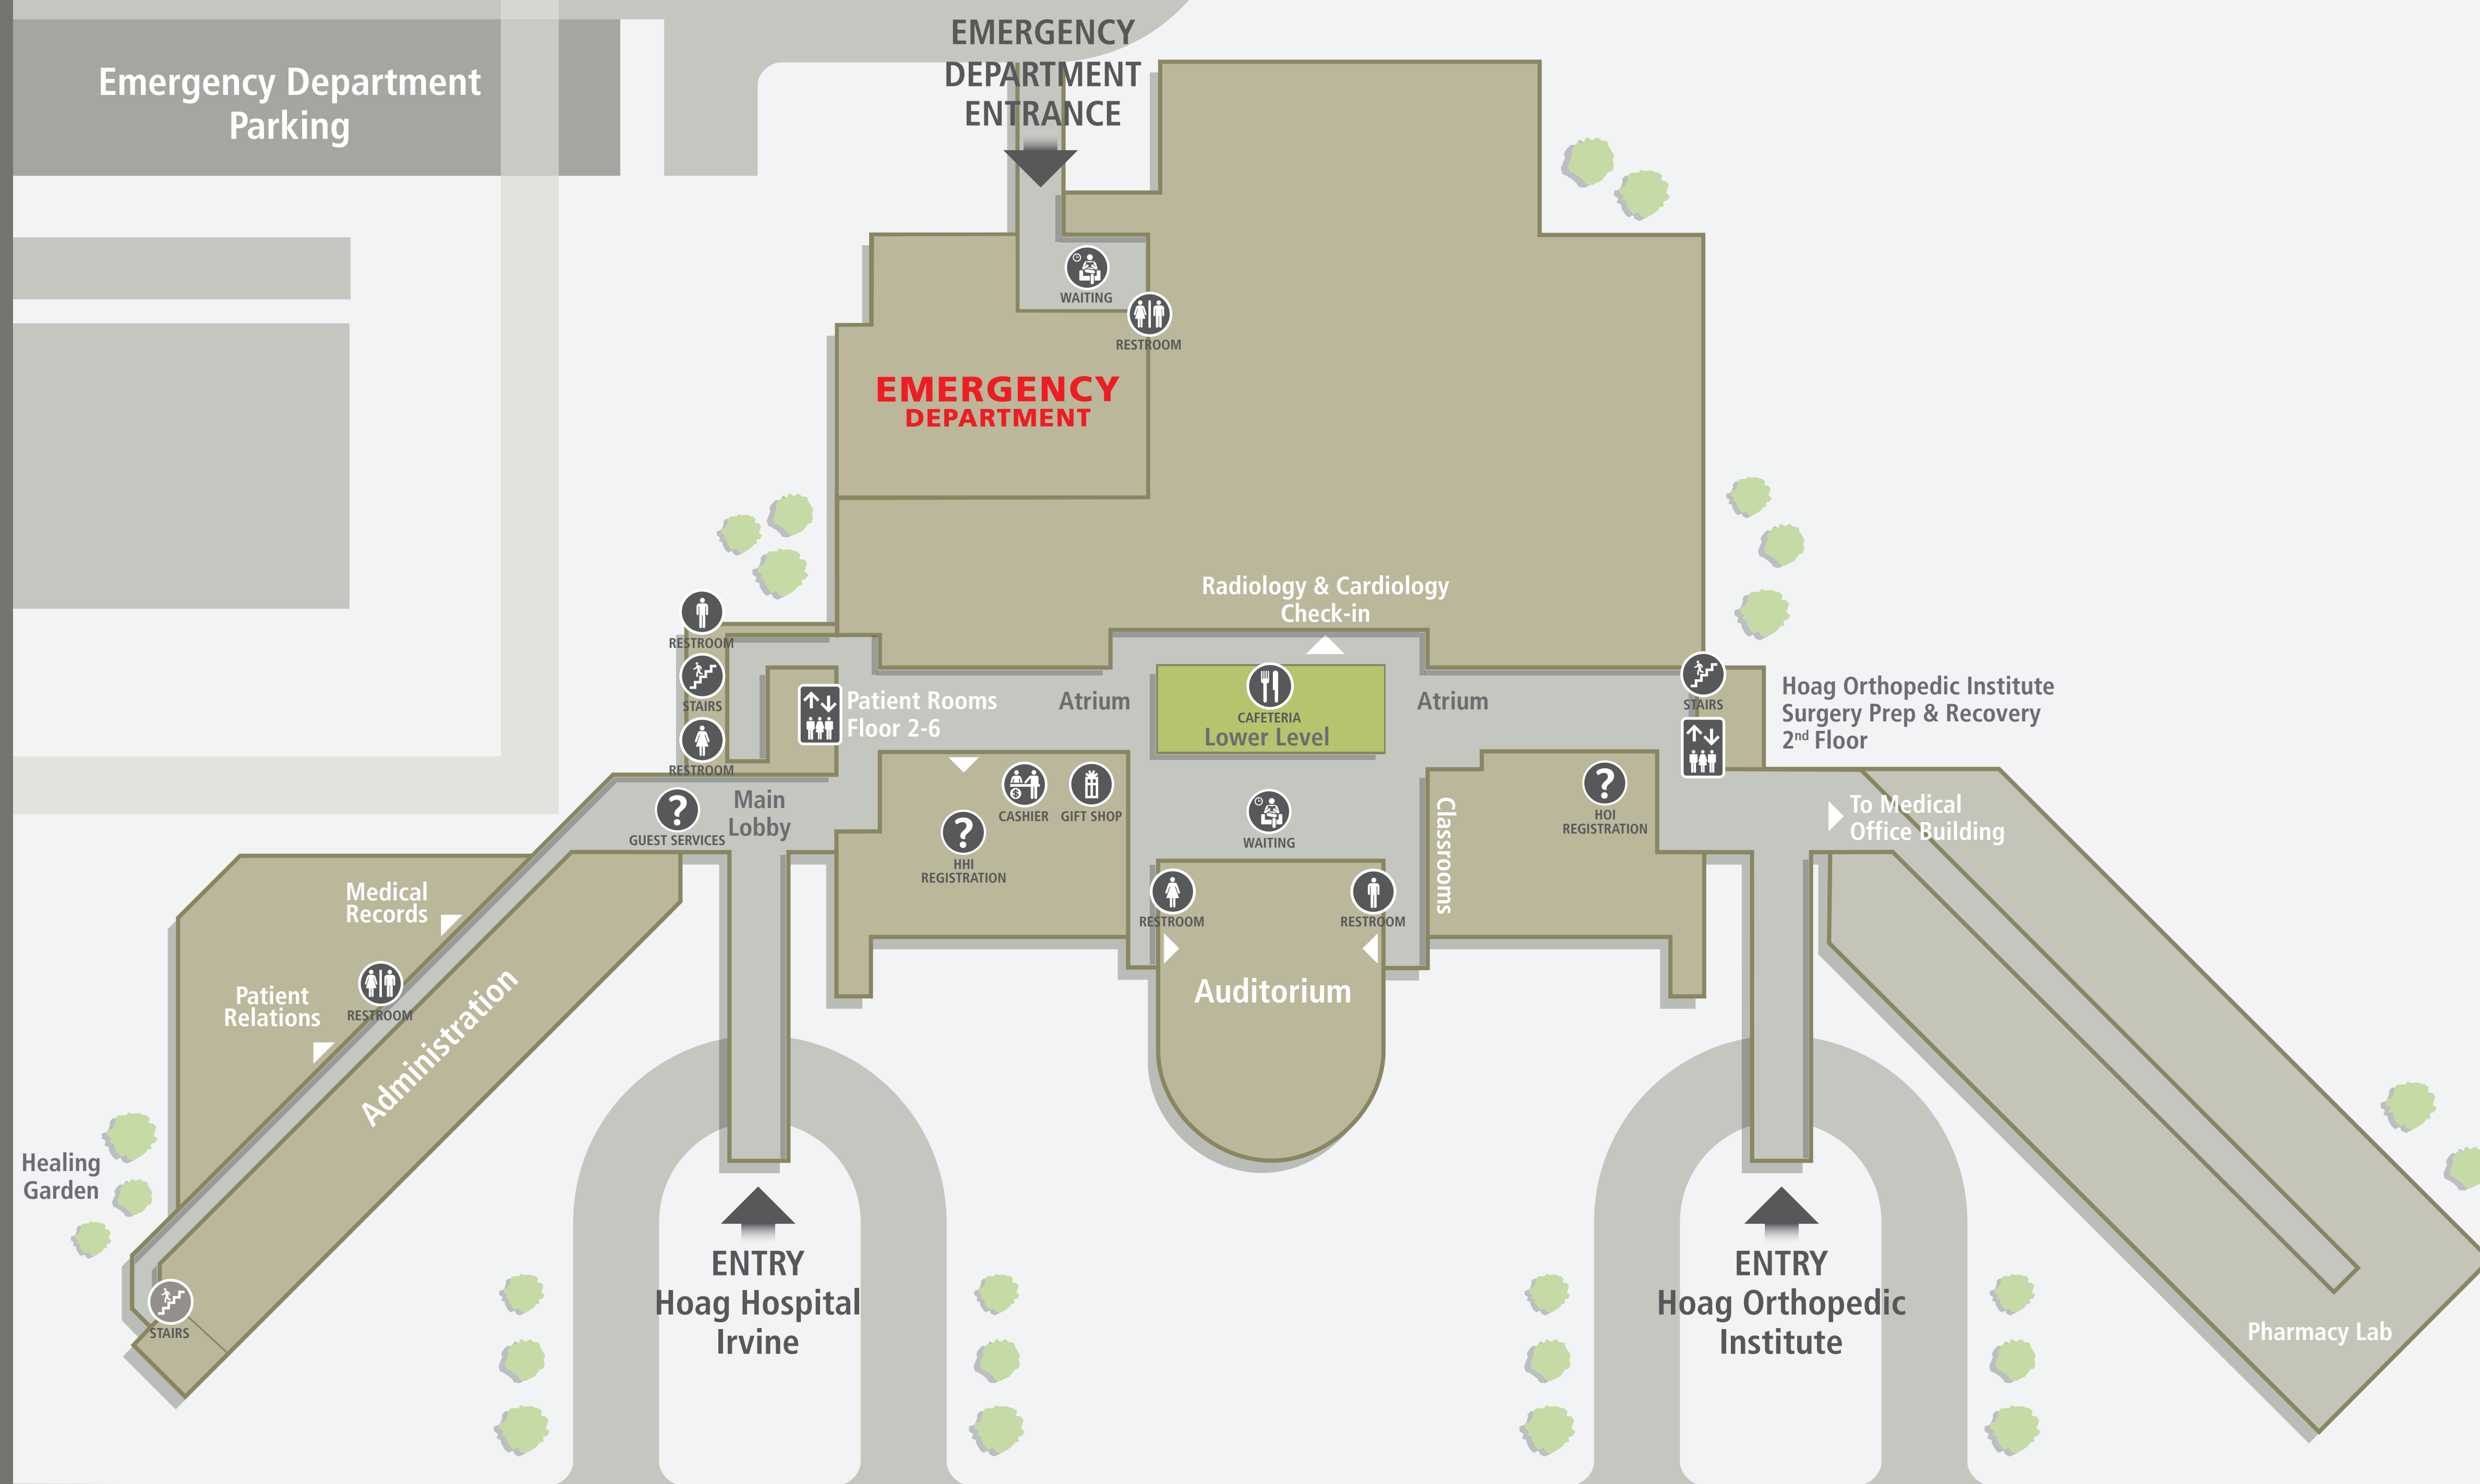 EMERGENCY
DEPARTMENT
ENTRANCE
Emergency Department
Parking
WAITING
RESTROOM
EMERGENCY
DEPARTMENT
Radiology & Cardiology
Check-in
RESTROOM
STAIRS
RESTROOM
Patient Rooms
Floor 2-6
Atrium
CAFETERIA
Lower Level
Atrium
STAIRS
Hoag Orthopedic Institute
Surgery Prep & Recovery
2nd Floor
GUEST SERVICES
Main
Lobby
HHI
REGISTRATION
CASHIER
GIFT SHOP
WAITING
Classrooms
HOI
REGISTRATION
To Medical
Office Building
Medical
Records
Patient
Relations
RESTROOM
Administration
RESTROOM
RESTROOM
Auditorium
Healing
Garden
STAIRS
ENTRY
Hoag Hospital
Irvine
ENTRY
Hoag Orthopedic
Institute
Pharmacy Lab